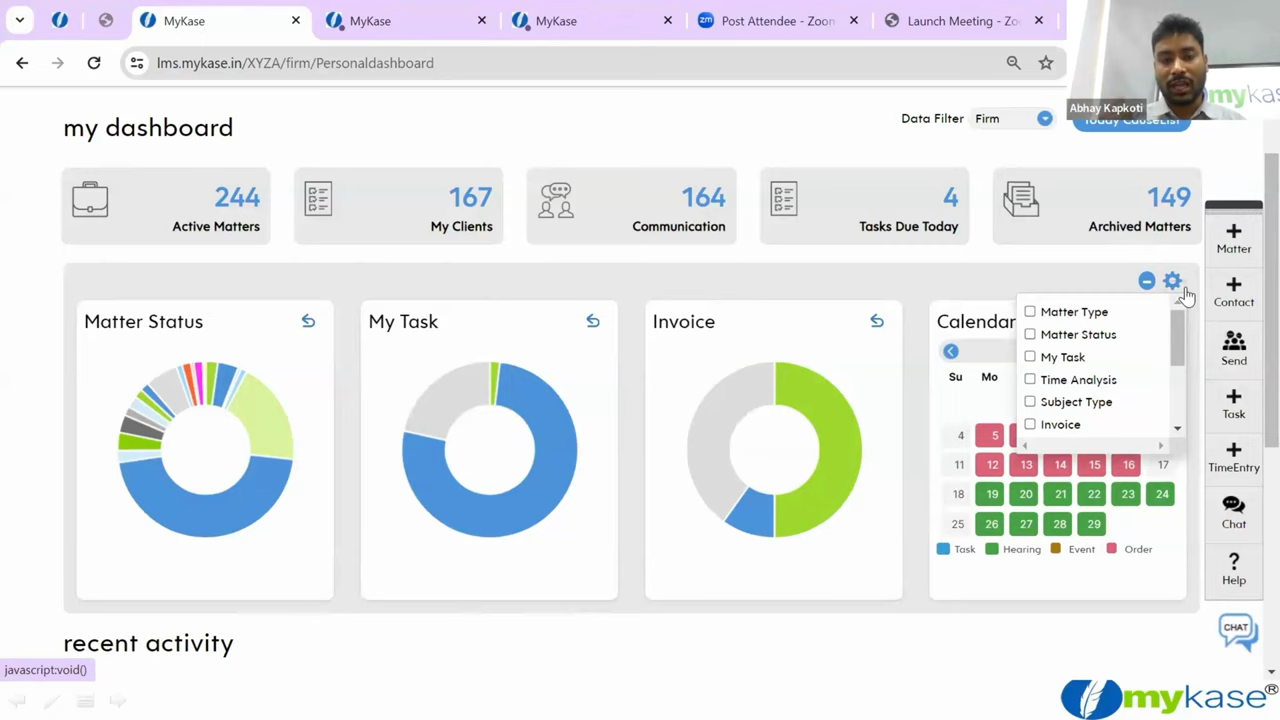 MyKase
MyKase
MyKase
Post Attendee - Zoom
Launch Meeting - Zo
lms.mykase.in/XYZA/firm/Personaldashboard
Abhay Kapkoti
myka
my dashboard
Data Filter
Firm
Today CauseList
244
Active Matters
167
My Clients
164
Communication
4
Tasks Due Today
149
Archived Matters
Matter Status
My Task
Invoice
Calendar
Matter Type
Matter Status
My Task
Time Analysis
Subject Type
Invoice
Su Mo
4 5
11 12 13 14 15 16 17
18 19 20 21 22 23 24
25 26 27 28 29
Task Hearing Event Order
Matter
Contact
Send
Task
TimeEntry
Chat
Help
CHAT
recent activity
javascript:void()
mykase®